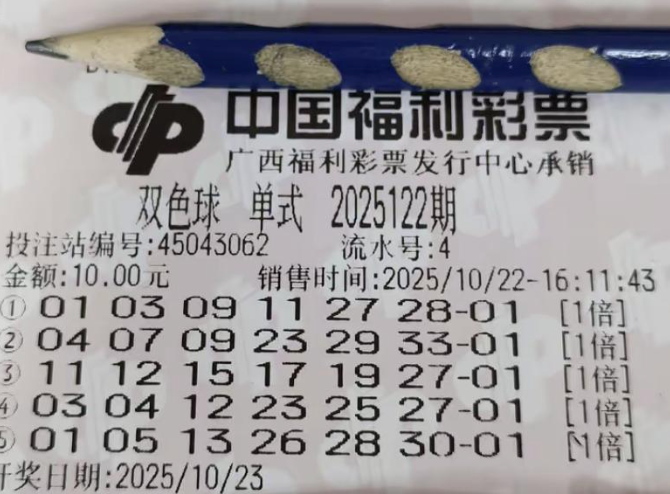 中国福利彩票
广西福利彩票发行中心承销
双色球 单式 2025122期
投注站编号:45043062 流水号:4
金额:10.00元 销售时间:2025/10/22-16:11:43
① 01 03 09 11 27 28-01 [1倍]
② 04 07 09 23 29 33-01 [1倍]
③ 11 12 15 17 19 27-01 [1倍]
④ 03 04 12 23 25 27-01 [1倍]
⑤ 01 05 13 26 28 30-01 [1倍]
开奖日期:2025/10/23